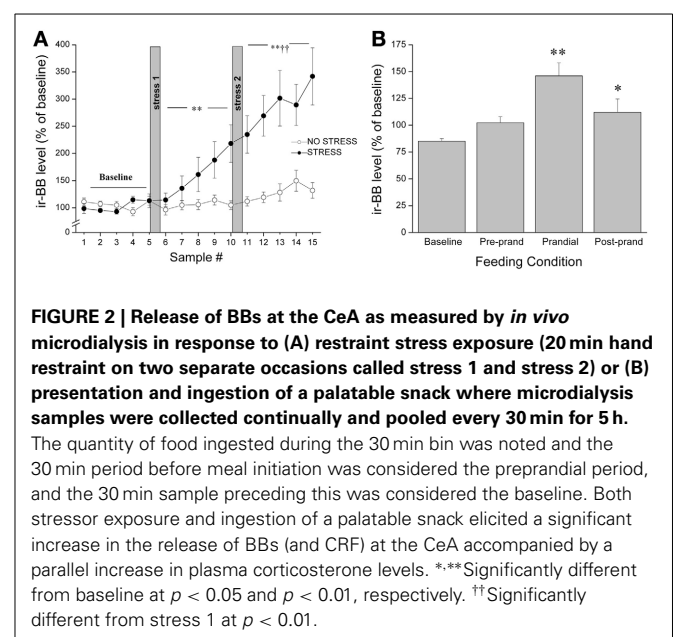 A
B
ir-BB level (% of baseline)
400
350
300
250
200
150
100
stress 1
stress 2
**
**††
Baseline
NO STRESS
STRESS
1 2 3 4 5 6 7 8 9 10 11 12 13 14 15
Sample #
ir-BB level (% of baseline)
175
150
125
100
75
50
25
0
**
*
Baseline Pre-prand Prandial Post-prand
Feeding Condition
FIGURE 2 | Release of BBs at the CeA as measured by in vivo
microdialysis in response to (A) restraint stress exposure (20 min hand
restraint on two separate occasions called stress 1 and stress 2) or (B)
presentation and ingestion of a palatable snack where microdialysis
samples were collected continually and pooled every 30 min for 5 h.
The quantity of food ingested during the 30 min bin was noted and the
30 min period before meal initiation was considered the preprandial period,
and the 30 min sample preceding this was considered the baseline. Both
stressor exposure and ingestion of a palatable snack elicited a significant
increase in the release of BBs (and CRF) at the CeA accompanied by a
parallel increase in plasma corticosterone levels. *,**Significantly different
from baseline at p < 0.05 and p < 0.01, respectively. ††Significantly
different from stress 1 at p < 0.01.